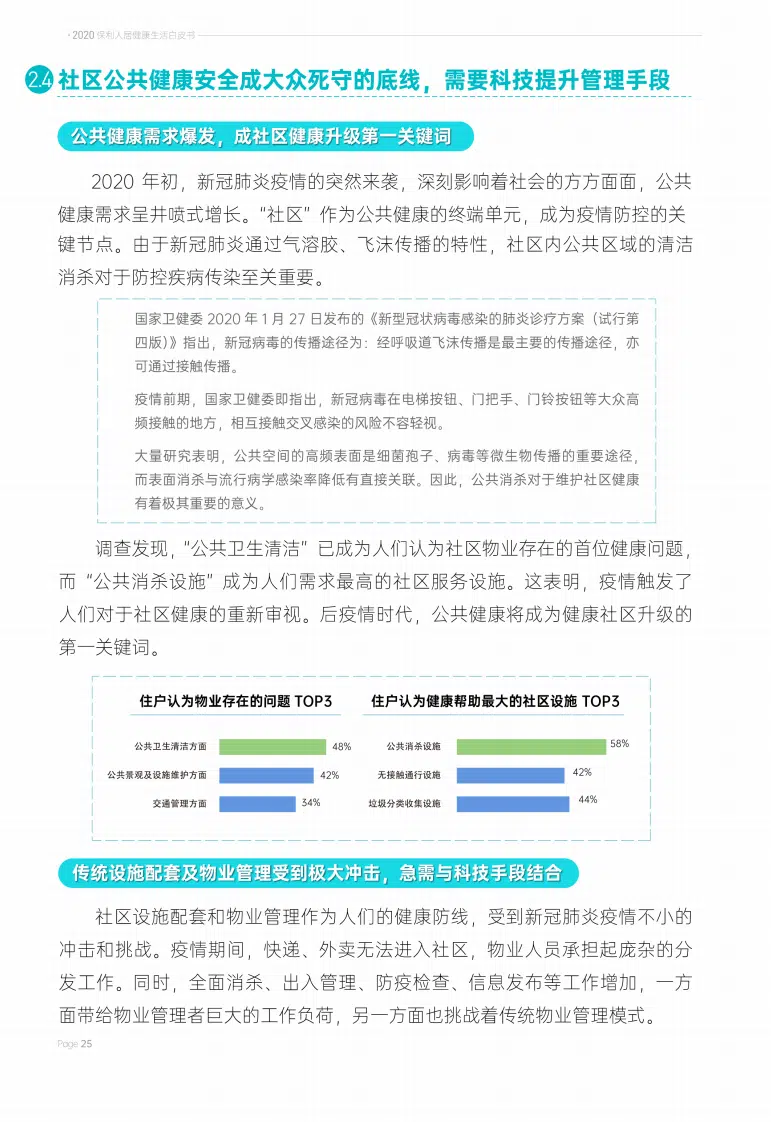 ·2020 保利人居健康生活白皮书
2.4 社区公共健康安全成大众死守的底线，需要科技提升管理手段
公共健康需求爆发，成社区健康升级第一关键词
2020 年初，新冠肺炎疫情的突然来袭，深刻影响着社会的方方面面，公共
健康需求呈井喷式增长。“社区”作为公共健康的终端单元，成为疫情防控的关
键节点。由于新冠肺炎通过气溶胶、飞沫传播的特性，社区内公共区域的清洁
消杀对于防控疾病传染至关重要。
国家卫健委 2020 年 1 月 27 日发布的《新型冠状病毒感染的肺炎诊疗方案（试行第
四版）》指出，新冠病毒的传播途径为：经呼吸道飞沫传播是最主要的传播途径，亦
可通过接触传播。
疫情前期，国家卫健委即指出，新冠病毒在电梯按钮、门把手、门铃按钮等大众高
频接触的地方，相互接触交叉感染的风险不容轻视。
大量研究表明，公共空间的高频表面是细菌孢子、病毒等微生物传播的重要途径，
而表面消杀与流行病学感染率降低有直接关联。因此，公共消杀对于维护社区健康
有着极其重要的意义。
调查发现，“公共卫生清洁”已成为人们认为社区物业存在的首位健康问题，
而“公共消杀设施”成为人们需求最高的社区服务设施。这表明，疫情触发了
人们对于社区健康的重新审视。后疫情时代，公共健康将成为健康社区升级的
第一关键词。
住户认为物业存在的问题 TOP3
公共卫生清洁方面 48%
公共景观及设施维护方面 42%
交通管理方面 34%
住户认为健康帮助最大的社区设施 TOP3
公共消杀设施 58%
无接触通行设施 42%
垃圾分类收集设施 44%
传统设施配套及物业管理受到极大冲击，急需与科技手段结合
社区设施配套和物业管理作为人们的健康防线，受到新冠肺炎疫情不小的
冲击和挑战。疫情期间，快递、外卖无法进入社区，物业人员承担起庞杂的分
发工作。同时，全面消杀、出入管理、防疫检查、信息发布等工作增加，一方
面带给物业管理者巨大的工作负荷，另一方面也挑战着传统物业管理模式。
Page 25